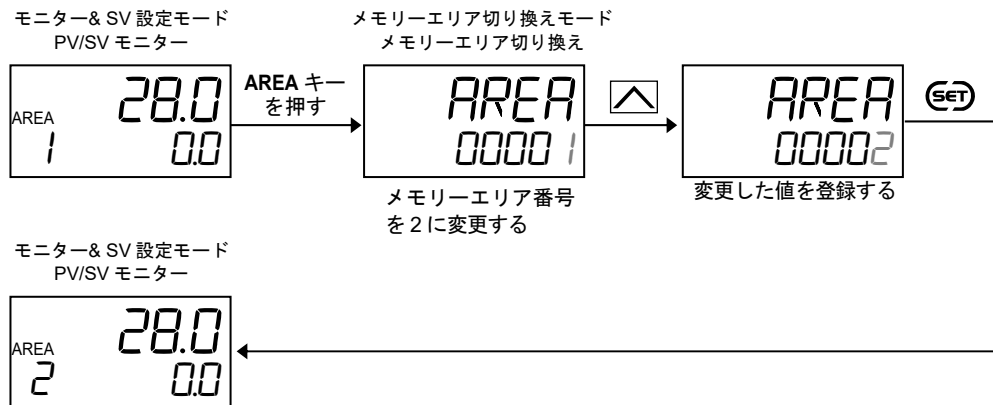 モニター& SV 設定モード
PV/SV モニター
AREA
28.0
1
0.0
AREA キー
を押す
メモリーエリア切り換えモード
メモリーエリア切り換え
AREA
00001
メモリーエリア番号
を 2 に変更する
AREA
00002
変更した値を登録する
SET
モニター& SV 設定モード
PV/SV モニター
AREA
28.0
2
0.0